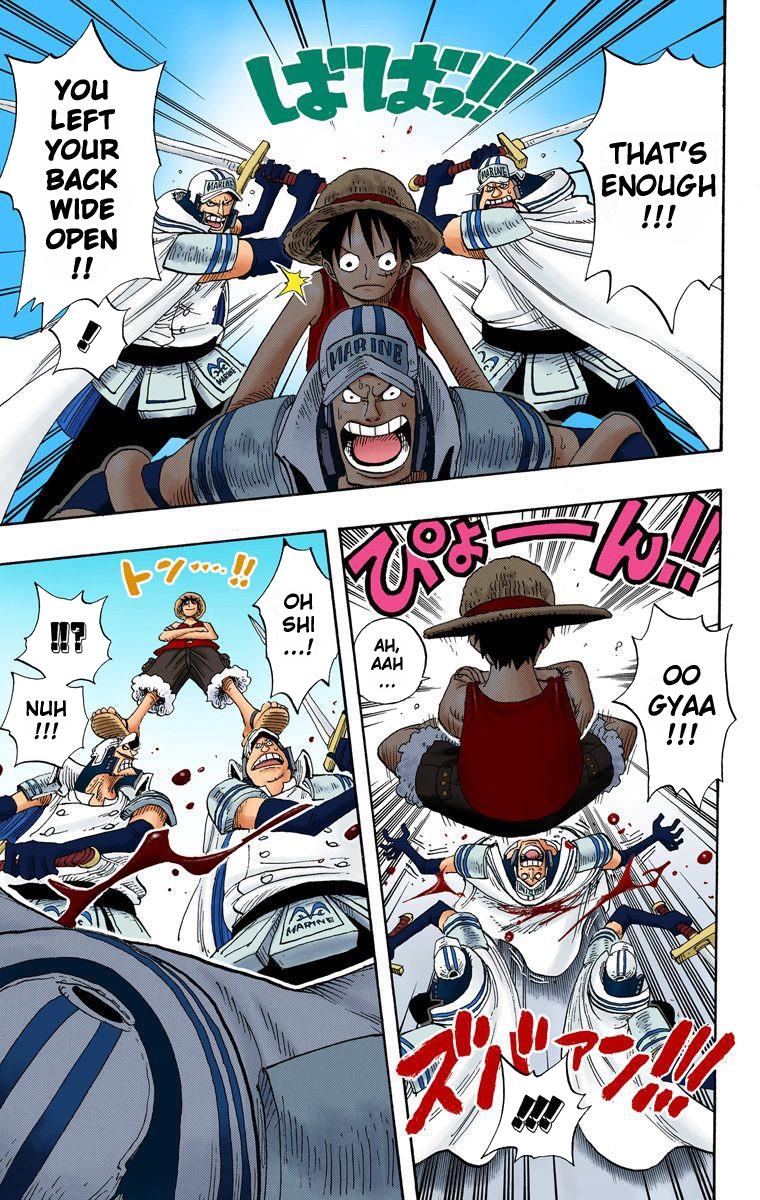 ばばっ!!
THAT'S
ENOUGH
!!!
MARINE
MARINE
YOU
LEFT
YOUR
BACK
WIDE
OPEN
!!
!
MARINE
MARINE
ぴょーん!!
OO
GYAA
!!!
AH,
AAH
...
ズバァン!!!
!!!
トン....!!
OH
SHI
...!
!!?
NUH
!!!
MARINE